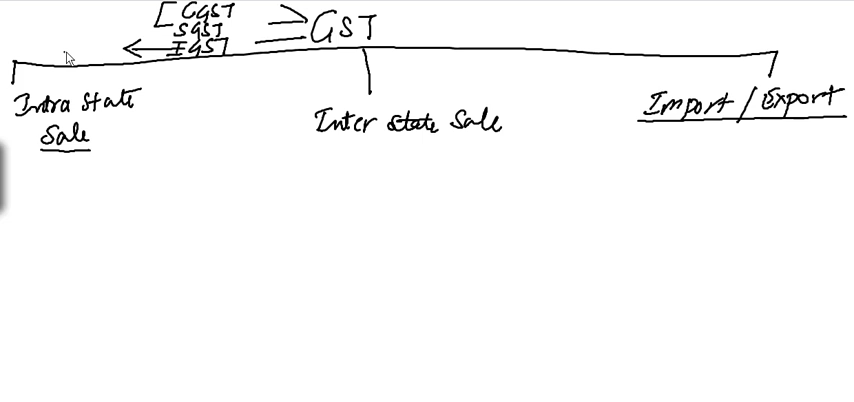 CGST
SGST
IGST
GST
Intra state
Sale
Inter state Sale
Import / Export